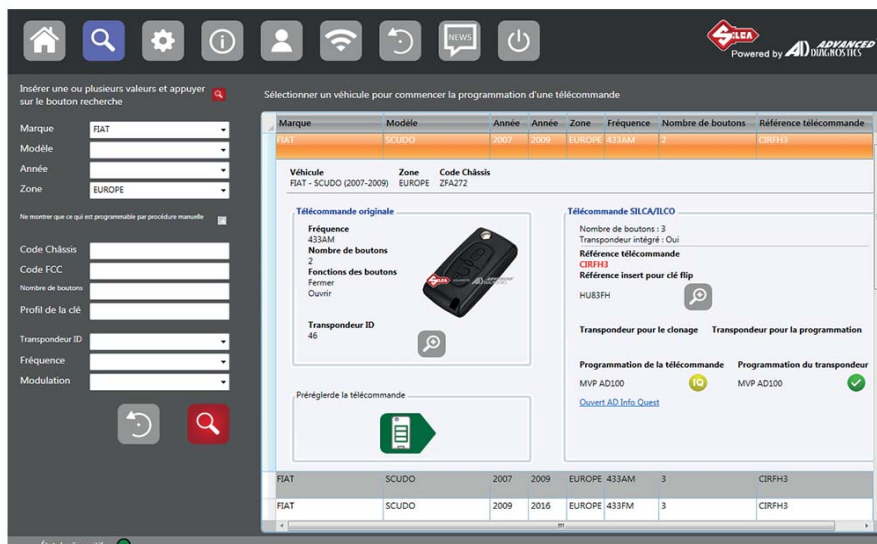 NEWS
SILCA
Powered by AD ADVANCED DIAGNOSTICS
Insérer une ou plusieurs valeurs et appuyer
sur le bouton recherche
Sélectionner un véhicule pour commencer la programmation d'une télécommande
Marque FIAT
Modèle
Année
Zone EUROPE
Ne montrer que ce qui est programmable par procédure manuelle
Code Châssis
Code FCC
Nombre de boutons
Profil de la clé
Transpondeur ID
Fréquence
Modulation
Marque Modèle Année Année Zone Fréquence Nombre de boutons Référence télécommande
FIAT SCUDO 2007 2009 EUROPE 433AM 2 CIRFH3
Véhicule Zone Code Châssis
FIAT - SCUDO (2007-2009) EUROPE ZFA272
Télécommande originale
Fréquence
433AM
Nombre de boutons
2
Fonctions des boutons
Fermer
Ouvrir
Transpondeur ID
46
Préréglerde la télécommande
Télécommande SILCA/ILCO
Nombre de boutons : 3
Transpondeur intégré : Oui
Référence télécommande
CIRFH3
Référence insert pour clé flip
HU83FH
Transpondeur pour le clonage Transpondeur pour la programmation
Programmation de la télécommande Programmation du transpondeur
MVP AD100 IQ MVP AD100
Ouvert AD Info Quest
FIAT SCUDO 2007 2009 EUROPE 433AM 3 CIRFH3
FIAT SCUDO 2009 2016 EUROPE 433FM 3 CIRFH3